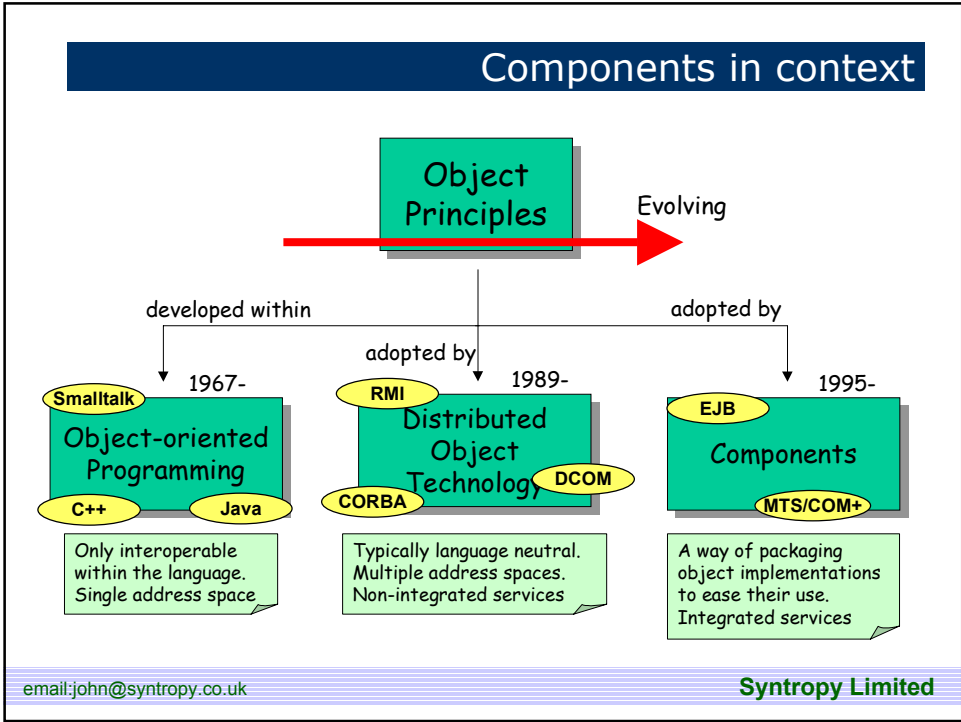 Components in context
Object
Principles
Evolving
developed within
adopted by
adopted by
1967-
Smalltalk
Object-oriented
Programming
C++
Java
1989-
RMI
Distributed
Object
Technology
DCOM
CORBA
1995-
EJB
Components
MTS/COM+
Only interoperable
within the language.
Single address space
Typically language neutral.
Multiple address spaces.
Non-integrated services
A way of packaging
object implementations
to ease their use.
Integrated services
email:john@syntropy.co.uk
Syntropy Limited